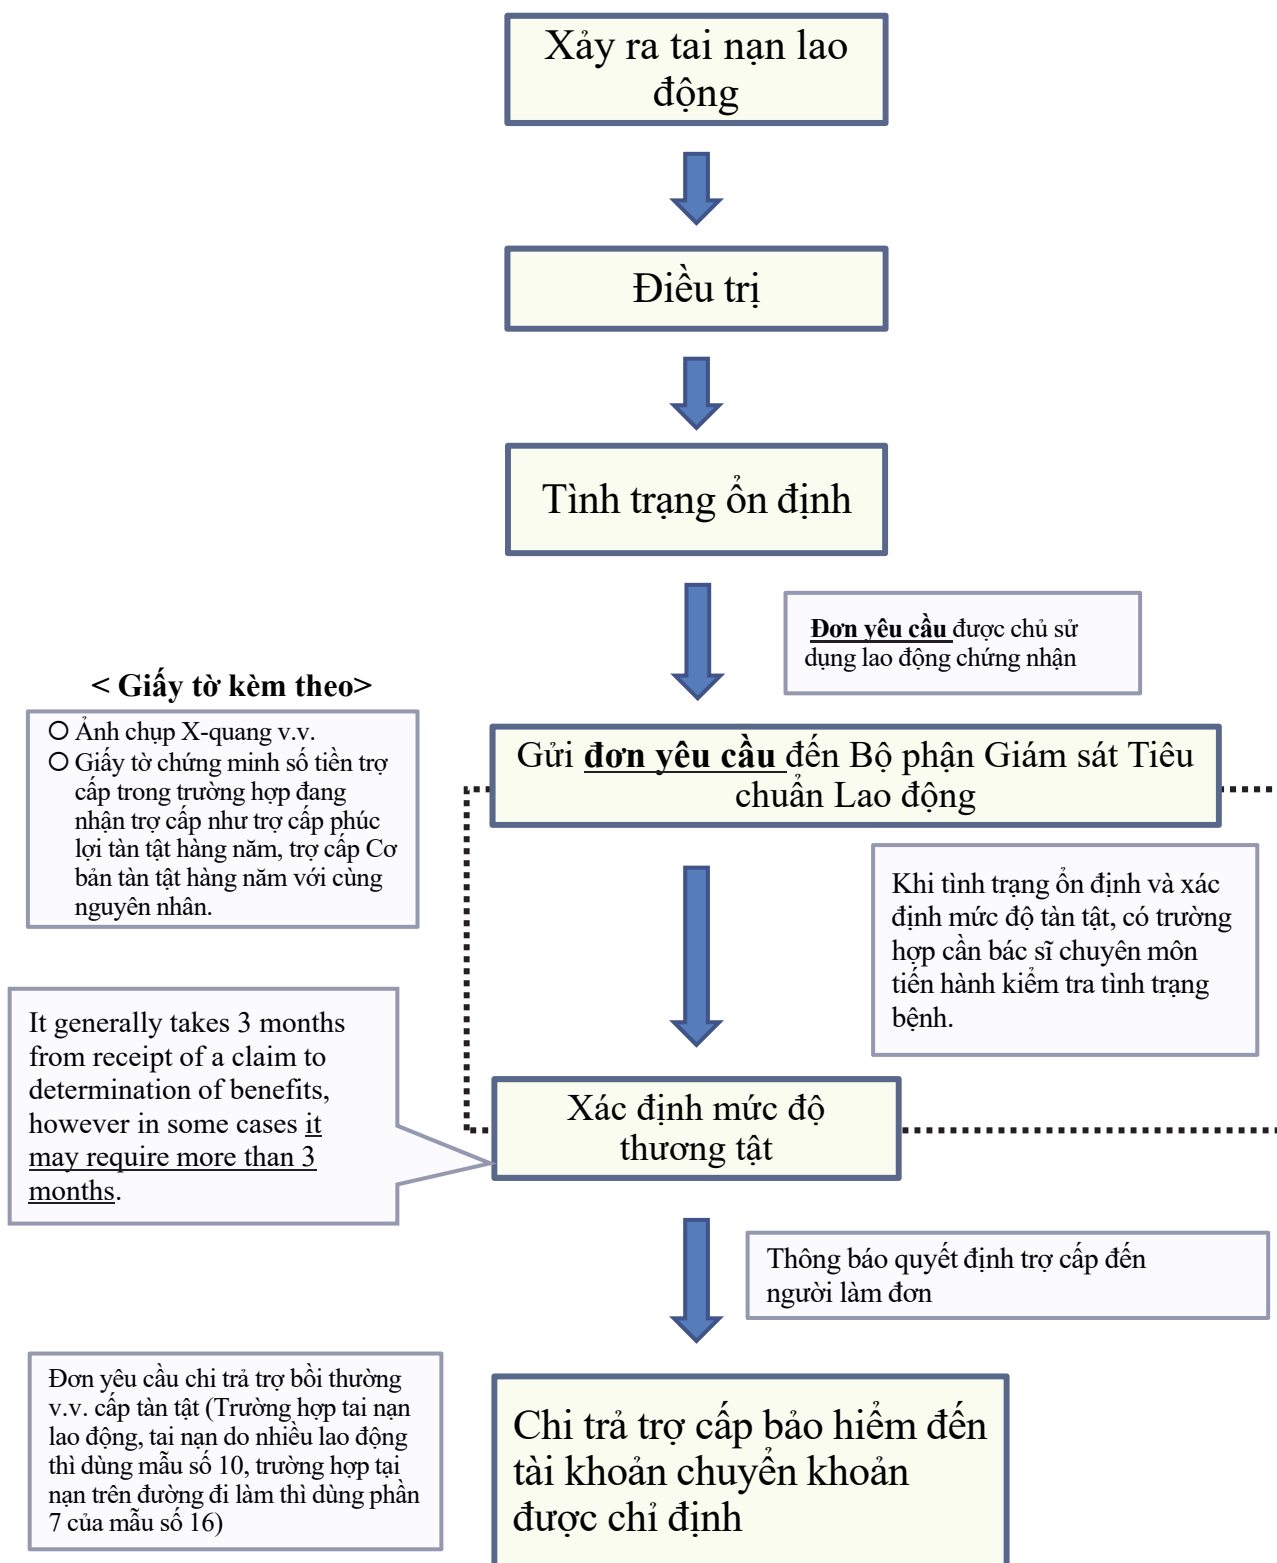 Xảy ra tai nạn lao
động
Điều trị
Tình trạng ổn định
Đơn yêu cầu được chủ sử
dụng lao động chứng nhận
< Giấy tờ kèm theo>
○ Ảnh chụp X-quang v.v.
○ Giấy tờ chứng minh số tiền trợ
cấp trong trường hợp đang
nhận trợ cấp như trợ cấp phúc
lợi tàn tật hàng năm, trợ cấp Cơ
bản tàn tật hàng năm với cùng
nguyên nhân.
Gửi đơn yêu cầu đến Bộ phận Giám sát Tiêu
chuẩn Lao động
Khi tình trạng ổn định và xác
định mức độ tàn tật, có trường
hợp cần bác sĩ chuyên môn
tiến hành kiểm tra tình trạng
bệnh.
It generally takes 3 months
from receipt of a claim to
determination of benefits,
however in some cases it
may require more than 3
months.
Xác định mức độ
thương tật
Thông báo quyết định trợ cấp đến
người làm đơn
Đơn yêu cầu chi trả trợ bồi thường
v.v. cấp tàn tật (Trường hợp tai nạn
lao động, tai nạn do nhiều lao động
thì dùng mẫu số 10, trường hợp tại
nạn trên đường đi làm thì dùng phần
7 của mẫu số 16)
Chi trả trợ cấp bảo hiểm đến
tài khoản chuyển khoản
được chỉ định